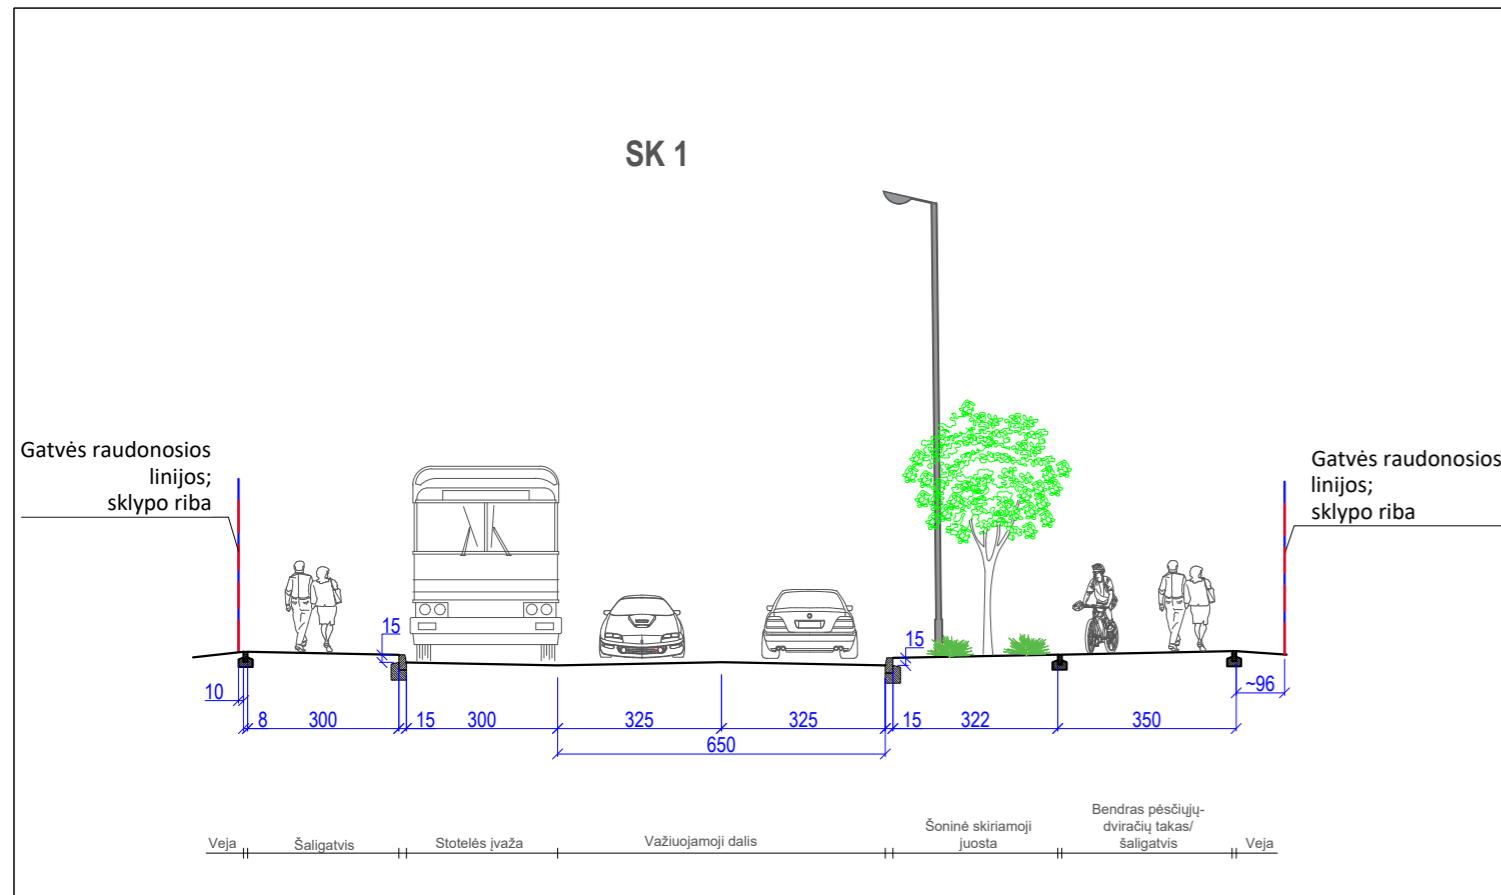 SK 1
Gatvės raudonosios
linijos;
sklypo riba
Gatvės raudonosios
linijos;
sklypo riba
15
15
10
~96
8
300
15
300
325
325
15
322
350
650
Veja
Šaligatvis
Stotelės įvaža
Važiuojamoji dalis
Šoninė skiriamoji
juosta
Bendras pėsčiųjų-
dviračių takas/
šaligatvis
Veja